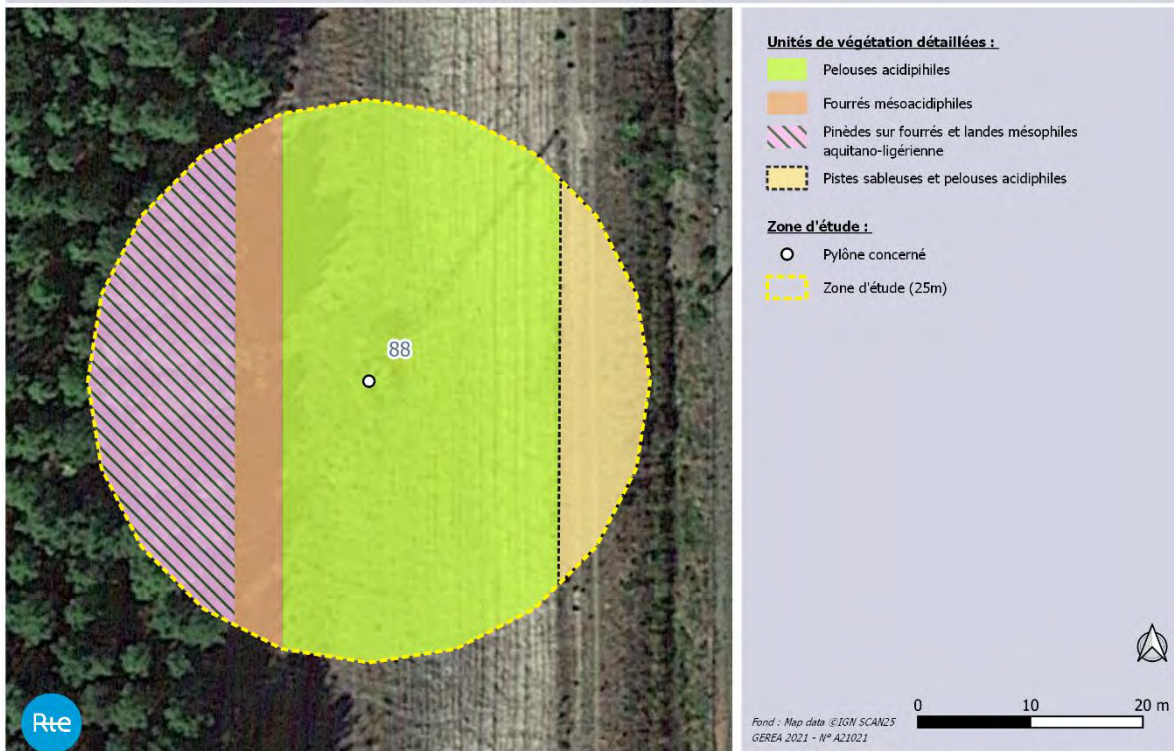 88
Rte
Unités de végétation détaillées :
Pelouses acidipihiles
Fourrés mésoacidiphiles
Pinèdes sur fourrés et landes mésophiles
aquitano-ligérienne
Pistes sableuses et pelouses acidiphiles
Zone d'étude :
Pylône concerné
Zone d'étude (25m)
0 10 20 m
Fond : Map data ©IGN SCAN25
GEREA 2021 - N° A21021